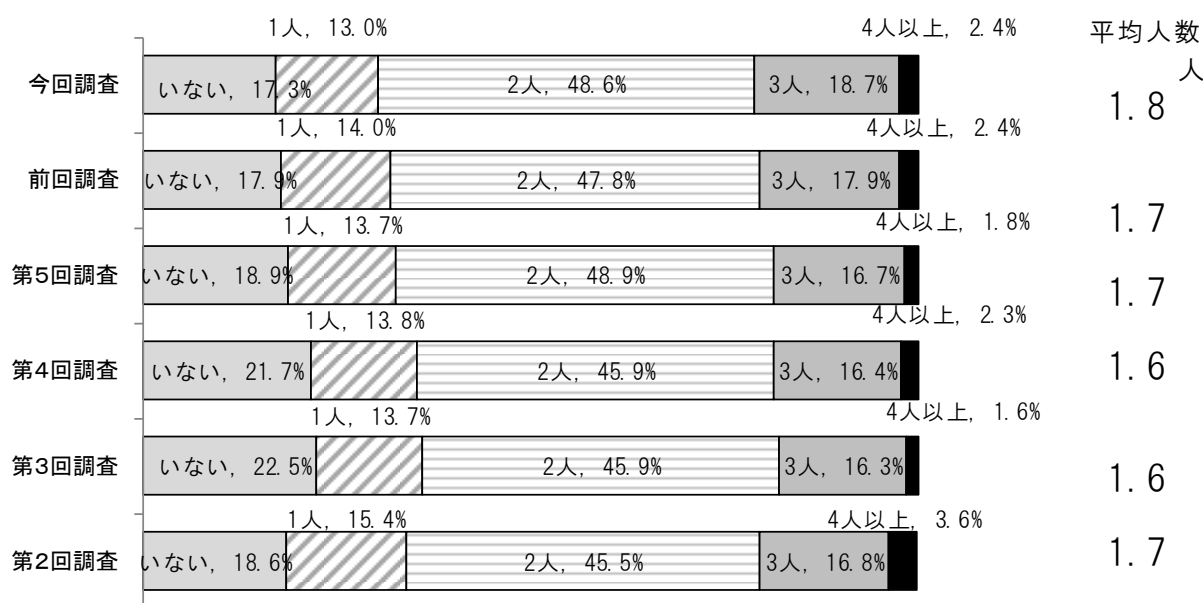 1人, 13.0%
4人以上, 2.4%
平均人数
人
今回調査
いない, 17.3%
2人, 48.6%
3人, 18.7%
1.8
1人, 14.0%
4人以上, 2.4%
前回調査
いない, 17.9%
2人, 47.8%
3人, 17.9%
1.7
1人, 13.7%
4人以上, 1.8%
第5回調査
いない, 18.9%
2人, 48.9%
3人, 16.7%
1.7
1人, 13.8%
4人以上, 2.3%
第4回調査
いない, 21.7%
2人, 45.9%
3人, 16.4%
1.6
1人, 13.7%
4人以上, 1.6%
第3回調査
いない, 22.5%
2人, 45.9%
3人, 16.3%
1.6
1人, 15.4%
4人以上, 3.6%
第2回調査
いない, 18.6%
2人, 45.5%
3人, 16.8%
1.7